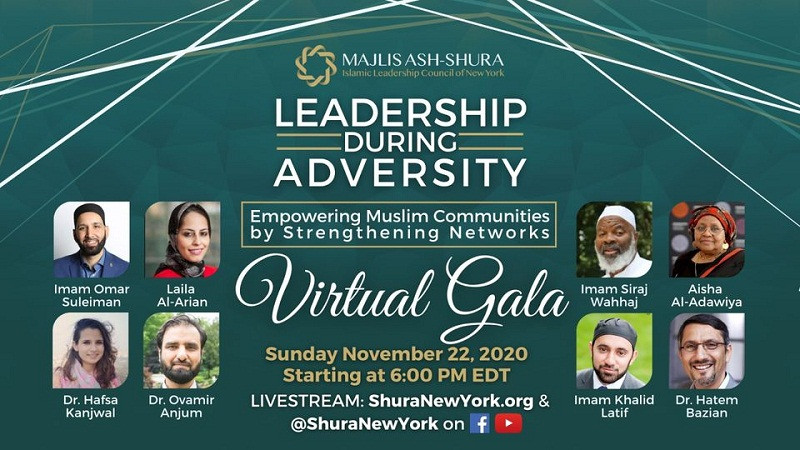 MAJLIS ASH-SHURA
Islamic Leadership Council of New York
LEADERSHIP
DURING
ADVERSITY
Empowering Muslim Communities
by Strengthening Networks
Virtual Gala
Sunday November 22, 2020
Starting at 6:00 PM EDT
LIVESTREAM: ShuraNewYork.org &
@ShuraNewYork on
Imam Omar
Suleiman
Laila
Al-Arian
Dr. Hafsa
Kanjwal
Dr. Ovamir
Anjum
Imam Siraj
Wahhaj
Aisha
Al-Adawiya
Imam Khalid
Latif
Dr. Hatem
Bazian